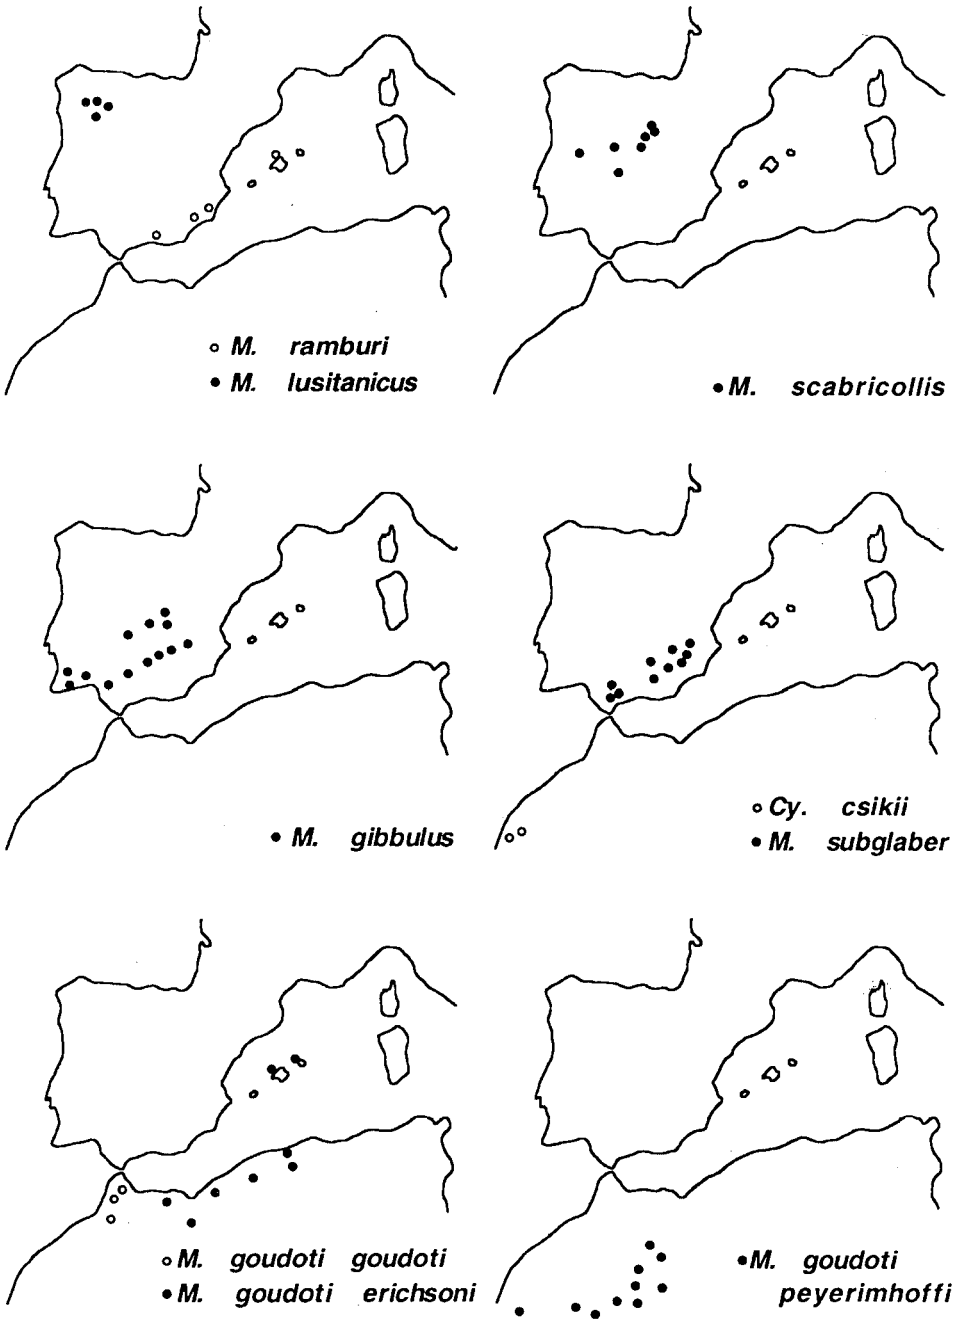 M. ramburi
M. lusitanicus
M. scabricollis
M. gibbulus
Cy. csikii
M. subglaber
M. goudoti goudoti
M. goudoti erichsoni
M. goudoti
peyerimhoffi